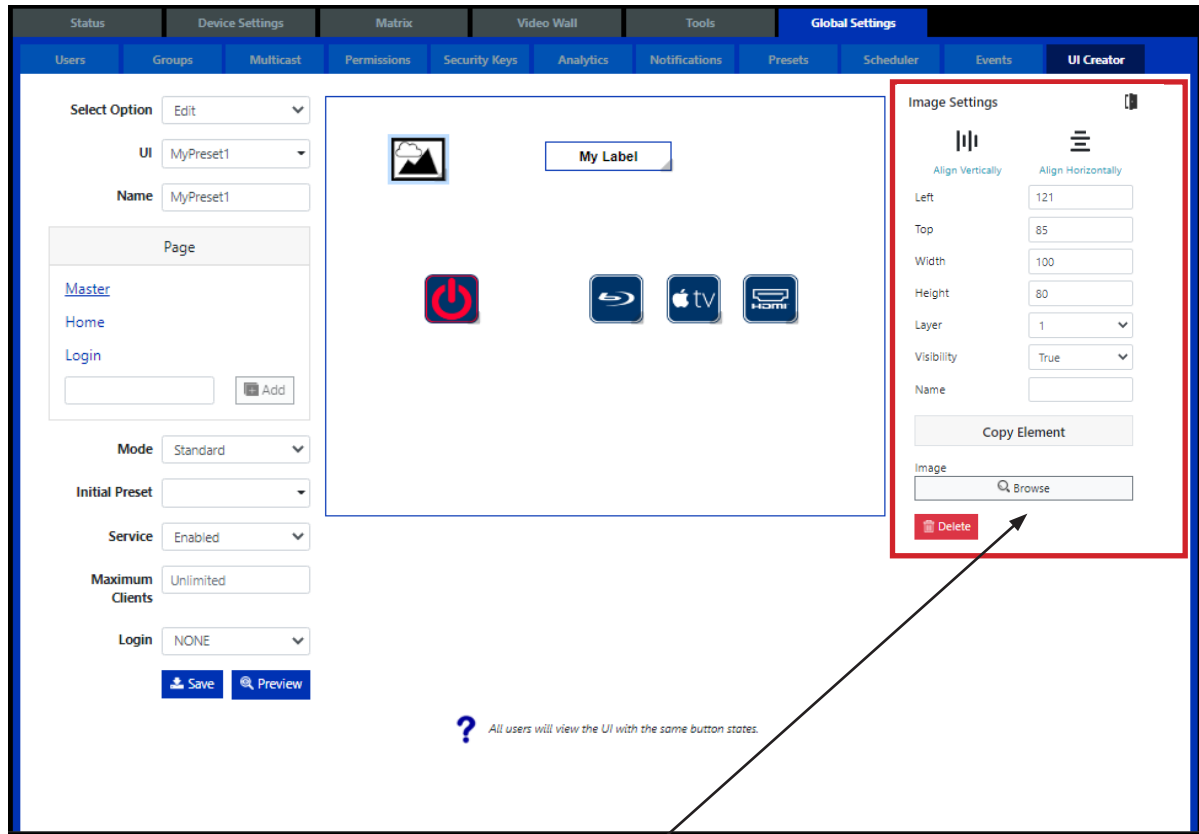 Status Device Settings Matrix Video Wall Tools Global Settings
Users Groups Multicast Permissions Security Keys Analytics Notifications Presets Scheduler Events UI Creator
Select Option Edit
UI MyPreset1
Name MyPreset1
Page
Master
Home
Login
Add
Mode Standard
Initial Preset
Service Enabled
Maximum Clients Unlimited
Login NONE
Save Preview
My Label
tv HDMI
? All users will view the UI with the same button states.
Image Settings
Align Vertically Align Horizontally
Left 121
Top 85
Width 100
Height 80
Layer 1
Visibility True
Name
Copy Element
Image
Browse
Delete